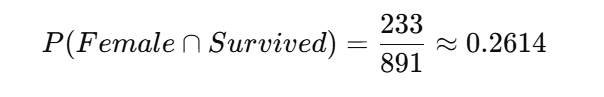 P(Female ∩ Survived) = 233/891 ≈ 0.2614